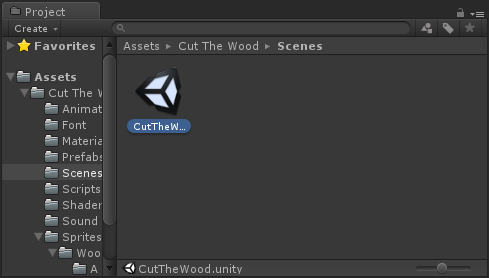 Project
Create
Favorites
Assets
Cut The W
Animat
Font
Materia
Prefabs
Scenes
Scripts
Shader
Sound
Sprites
Woo
A
Assets ▸ Cut The Wood ▸ Scenes
CutTheW...
CutTheWood.unity